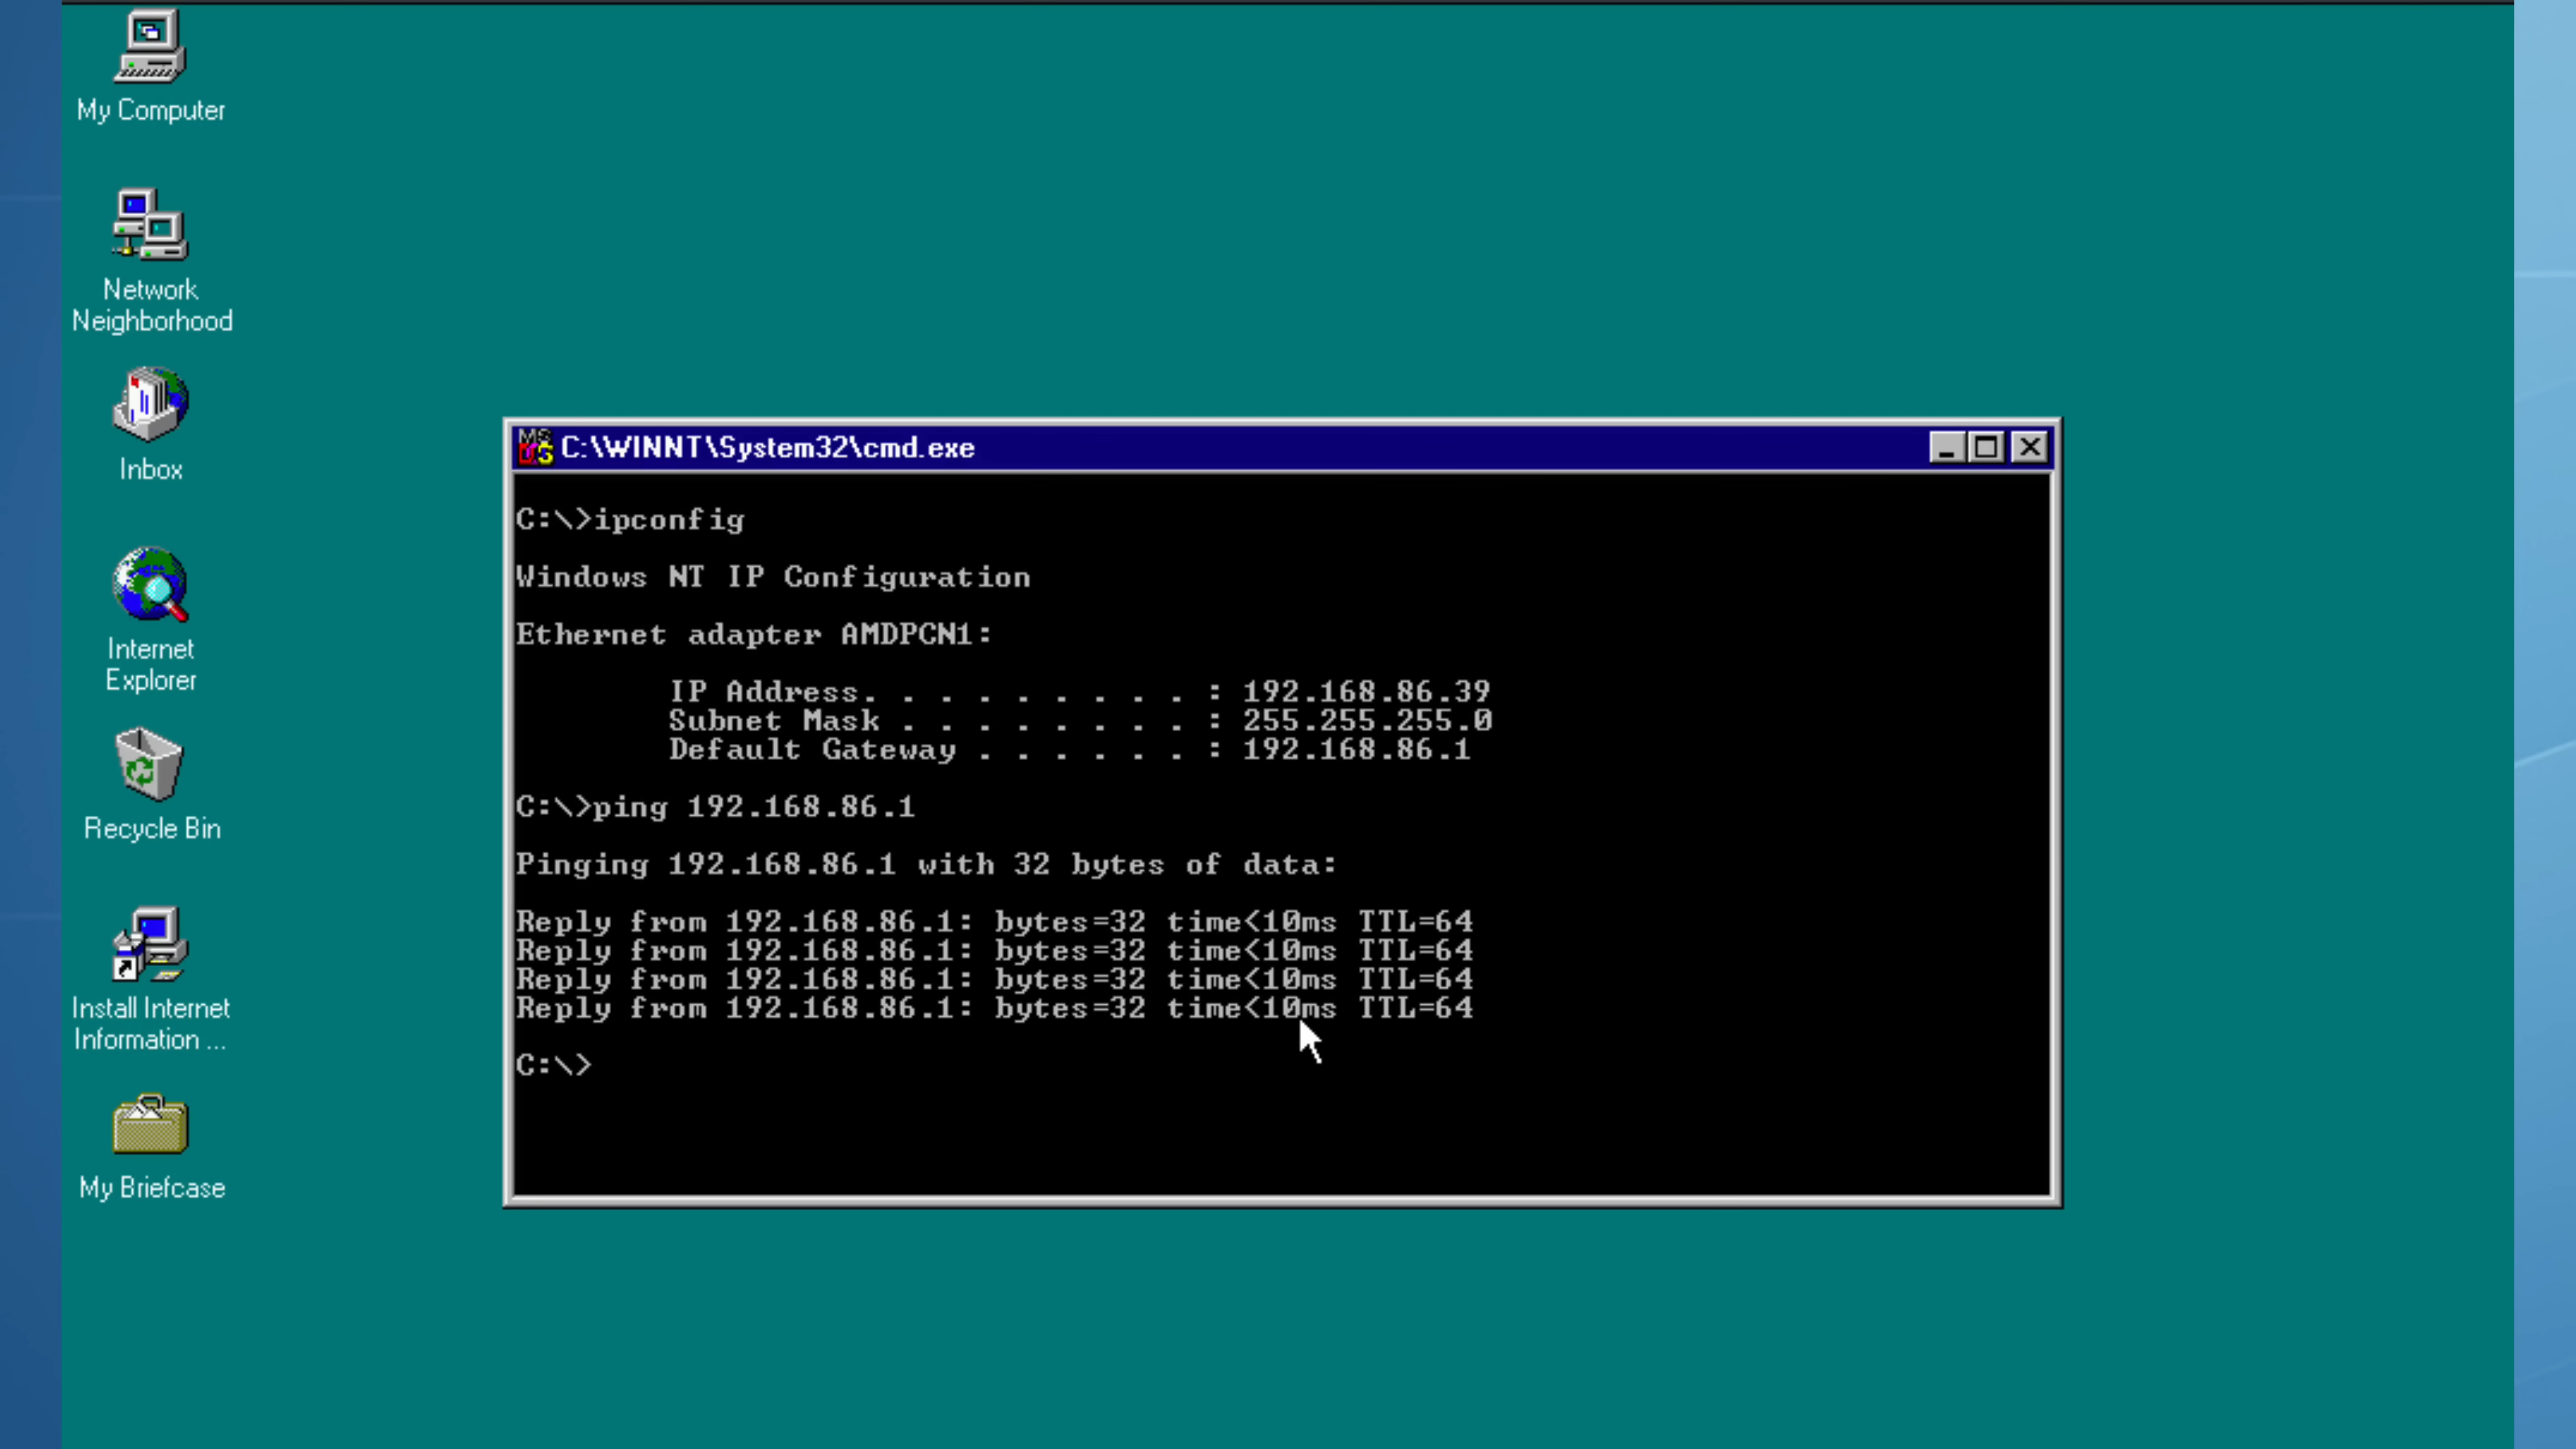 My Computer
Network
Neighborhood
Inbox
Internet
Explorer
Recycle Bin
Install Internet
Information ...
My Briefcase
C:\WINNT\System32\cmd.exe
C:\>ipconfig
Windows NT IP Configuration
Ethernet adapter AMDPCN1:
IP Address. . . . . . . . . : 192.168.86.39
Subnet Mask . . . . . . . . : 255.255.255.0
Default Gateway . . . . . . : 192.168.86.1
C:\>ping 192.168.86.1
Pinging 192.168.86.1 with 32 bytes of data:
Reply from 192.168.86.1: bytes=32 time<10ms TTL=64
Reply from 192.168.86.1: bytes=32 time<10ms TTL=64
Reply from 192.168.86.1: bytes=32 time<10ms TTL=64
Reply from 192.168.86.1: bytes=32 time<10ms TTL=64
C:\>